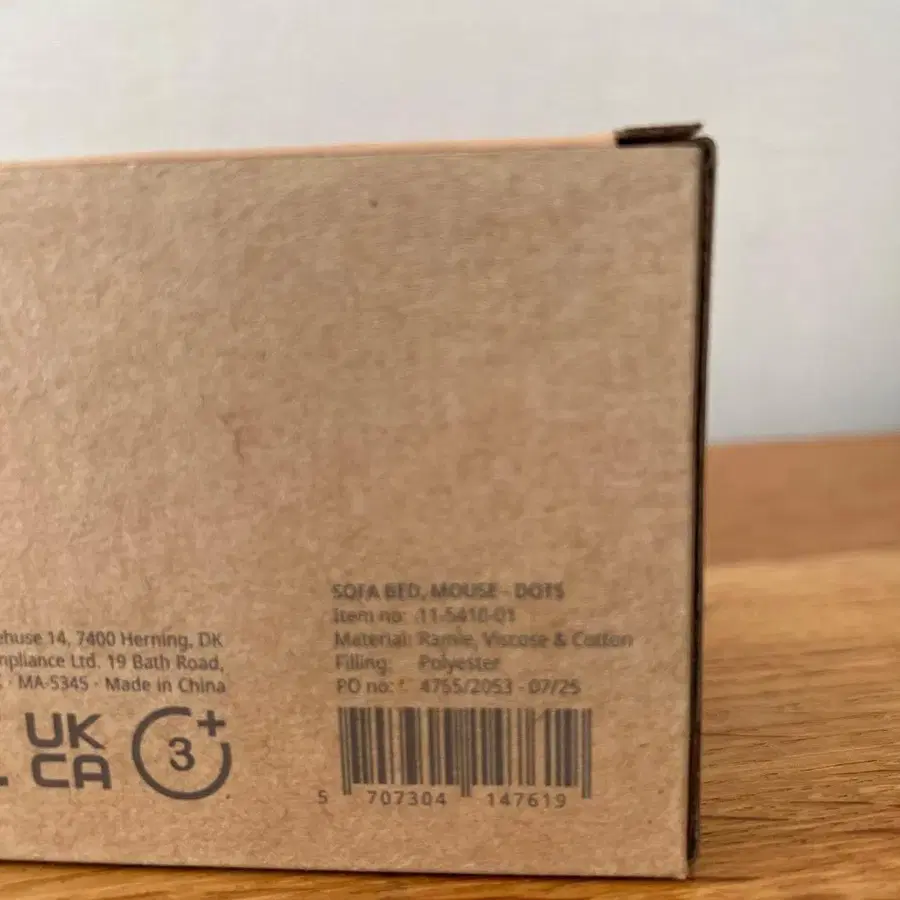 ehuse 14, 7400 Herning, DK
mpliance Ltd. 19 Bath Road,
· MA-5345 · Made in China
UK
CA
3+
SOFA BED, MOUSE - DOTS
Item no: 11-5410-01
Material: Ramie, Viscose & Cotton
Filling: Polyester
PO no: 4755/2053 - 07/25
5 707304 147619